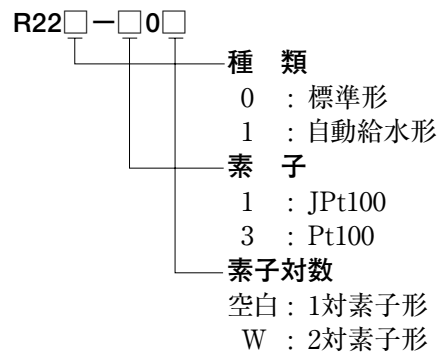 R22□－□0□
種　類
0 : 標準形
1 : 自動給水形
素　子
1 : JPt100
3 : Pt100
素子対数
空白 : 1対素子形
W : 2対素子形